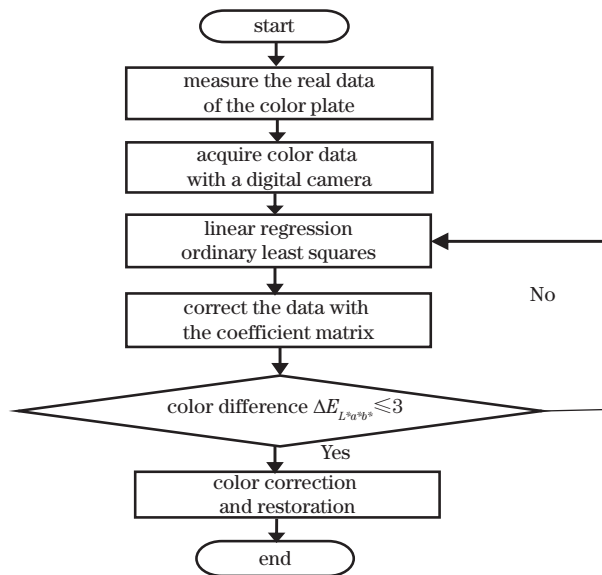 start
measure the real data
of the color plate
acquire color data
with a digital camera
linear regression
ordinary least squares
No
correct the data with
the coefficient matrix
color difference ΔE_{L*a*b*}≤3
Yes
color correction
and restoration
end